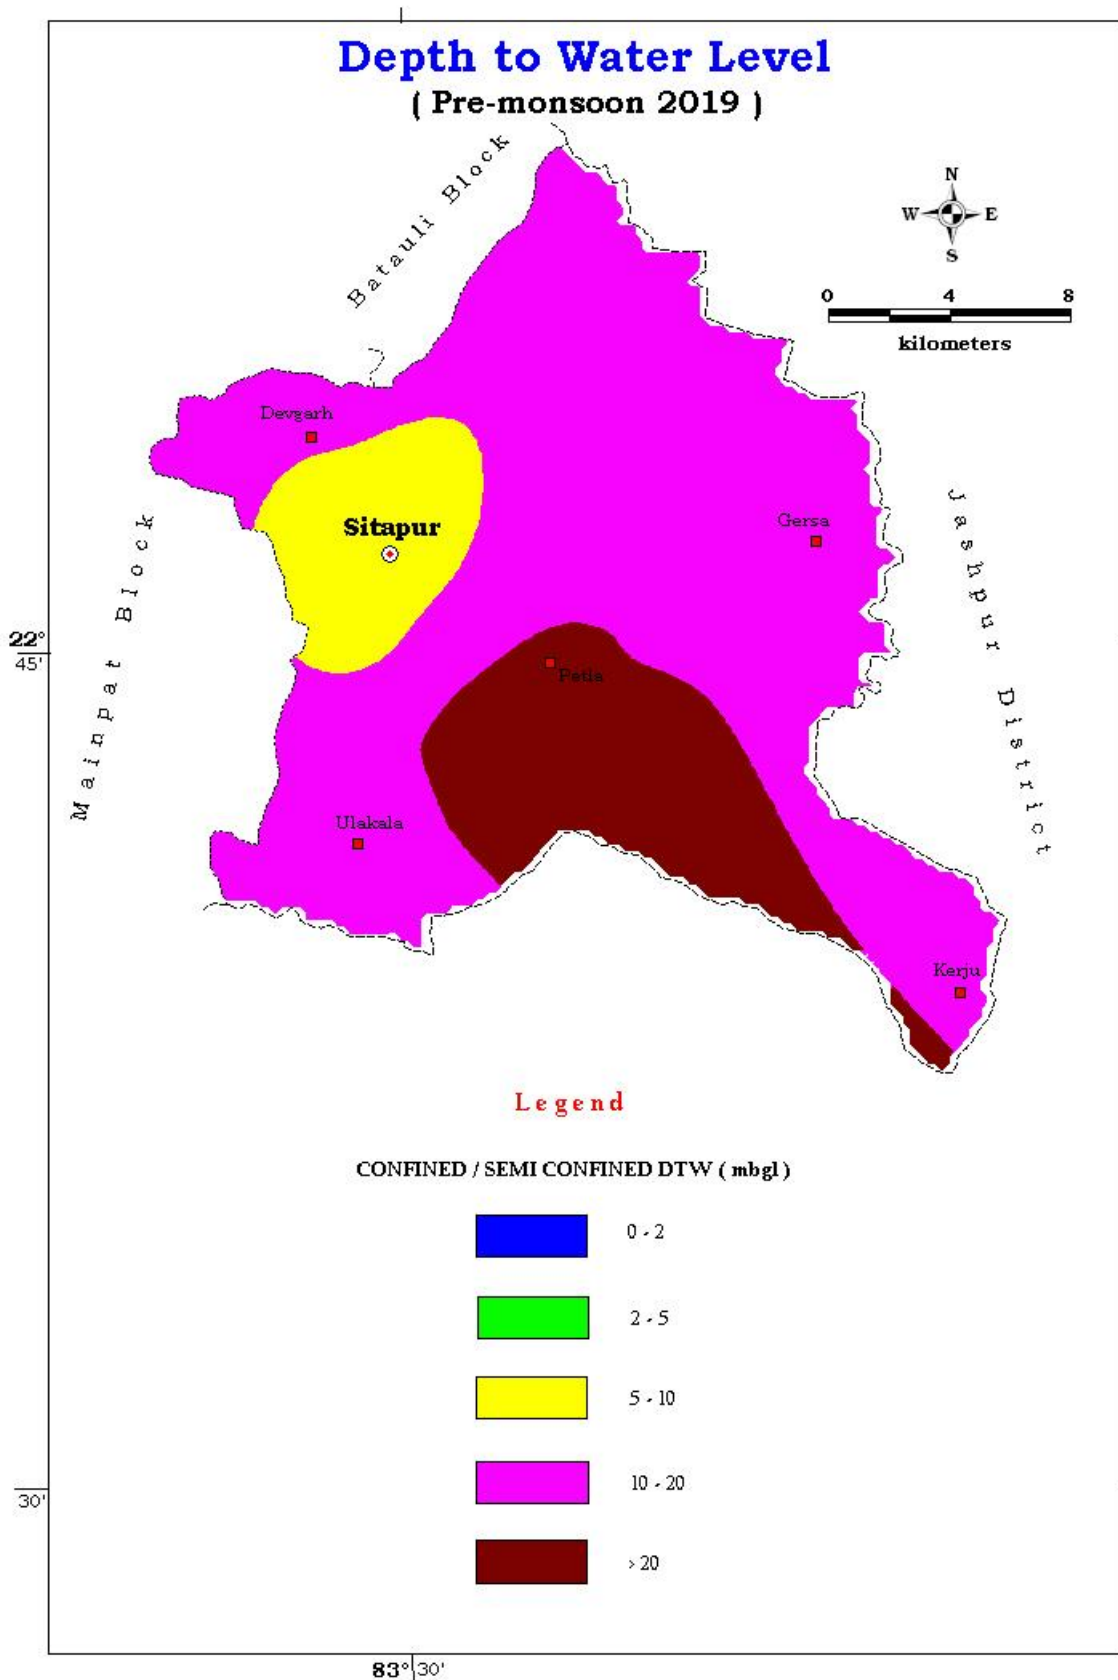 Depth to Water Level
( Pre-monsoon 2019 )
Batauli Block
N
W E
S
0 4 8
kilometers
Devgarh
Sitapur
Gersa
Mainpat Block
Jashpur District
22°
45'
Petla
Ulakala
Kerju
Legend
CONFINED / SEMI CONFINED DTW ( mbgl )
0 - 2
2 - 5
5 - 10
10 - 20
> 20
30'
83° 30'